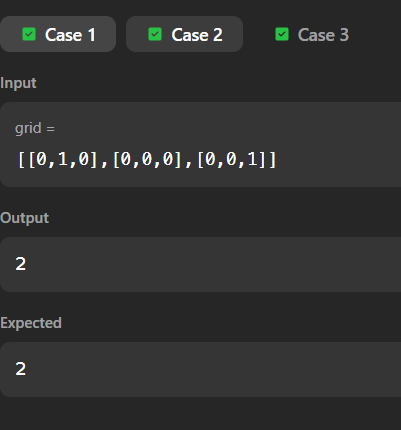 Case 1 Case 2 Case 3
Input
grid =
[[0,1,0],[0,0,0],[0,0,1]]
Output
2
Expected
2